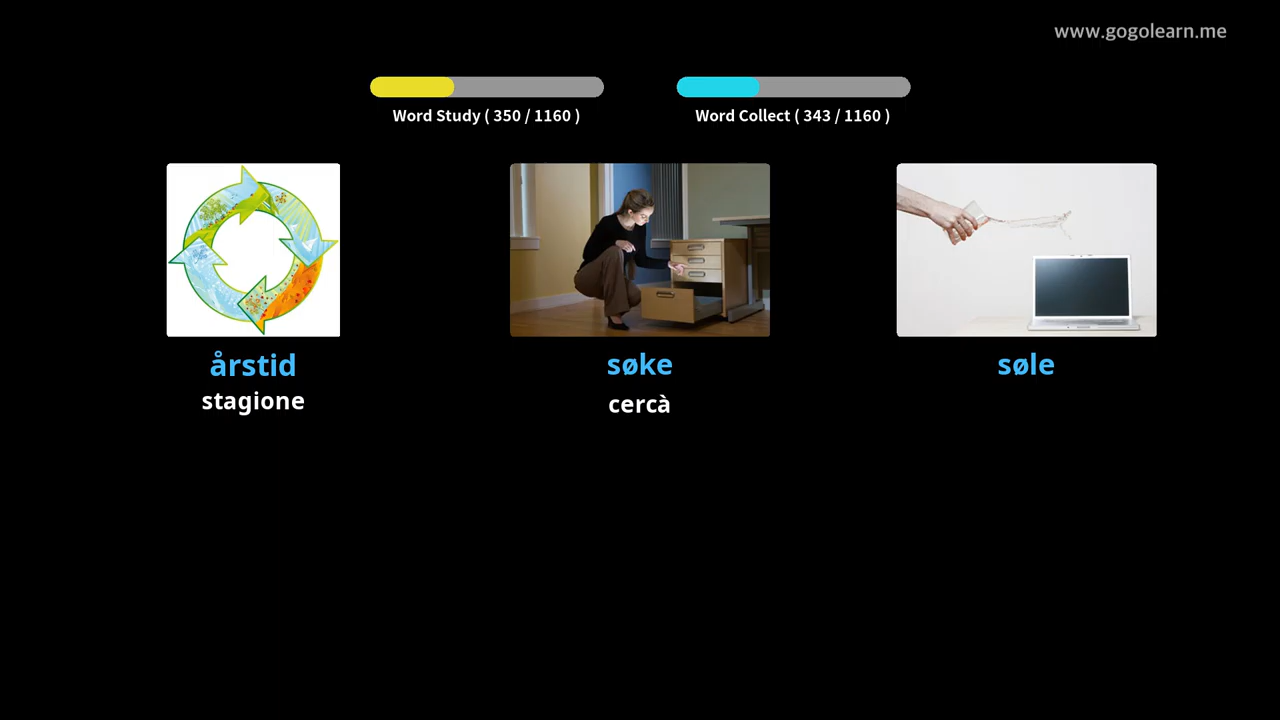 www.gogolearn.me
Word Study ( 350 / 1160 )
Word Collect ( 343 / 1160 )
årstid
søke
søle
stagione
cercà